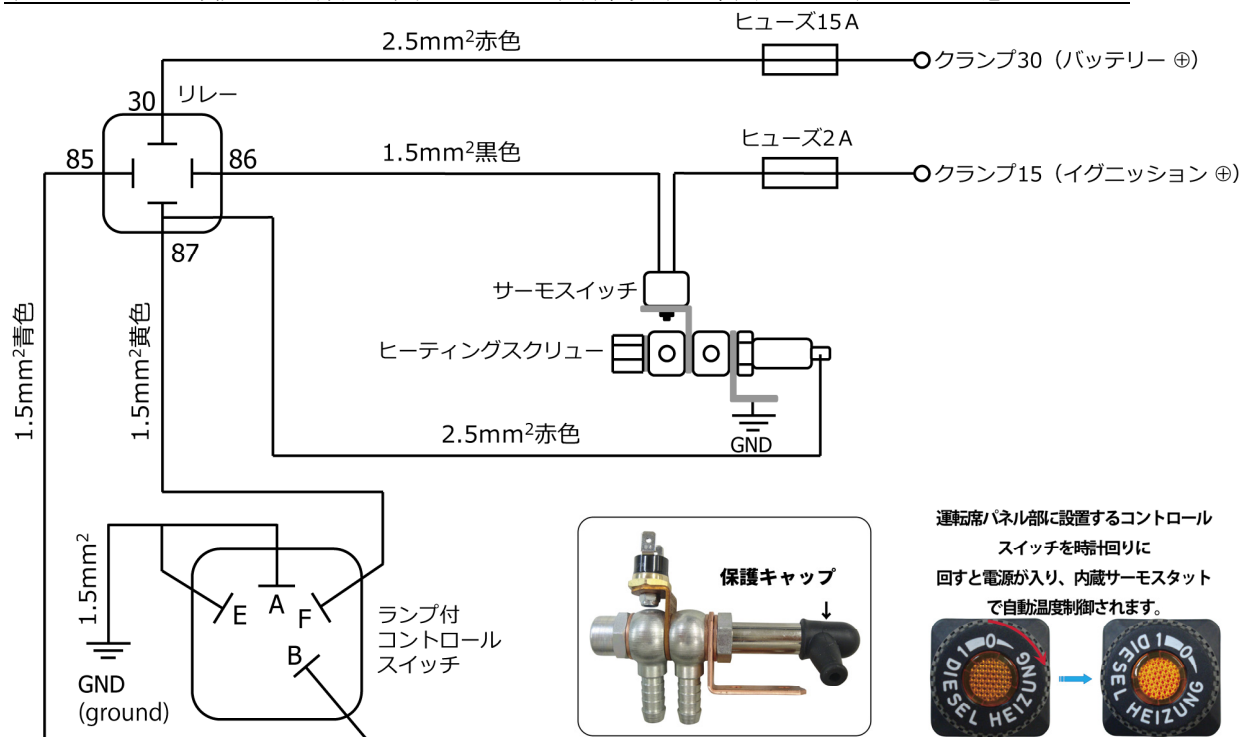 ヒューズ15A
2.5mm²赤色
クランプ30(バッテリー ⊕)
30
リレー
ヒューズ2A
85
86
1.5mm²黒色
クランプ15(イグニッション ⊕)
87
サーモスイッチ
1.5mm²青色
1.5mm²黄色
ヒーティングスクリュー
2.5mm²赤色
GND
1.5mm²
E
A
F
B
ランプ付
コントロール
スイッチ
GND
(ground)
保護キャップ
運転席パネル部に設置するコントロール
スイッチを時計回りに
回すと電源が入り、内蔵サーモスタット
で自動温度制御されます。
DIESEL HEIZUNG
1 0
DIESEL HEIZUNG
1 0